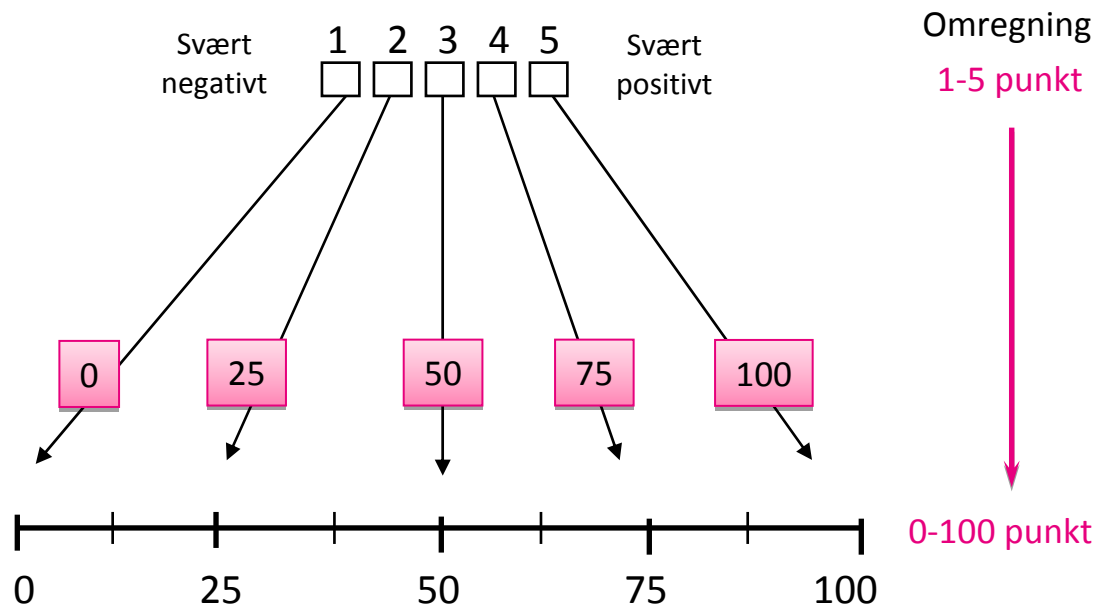 Svært
negativt
1 2 3 4 5
Svært
positivt
Omregning
1-5 punkt
0 25 50 75 100
0-100 punkt
0 25 50 75 100